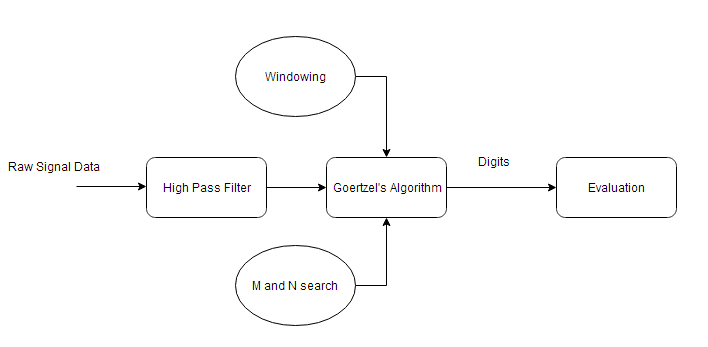 Windowing
Raw Signal Data
High Pass Filter
Goertzel's Algorithm
Digits
Evaluation
M and N search